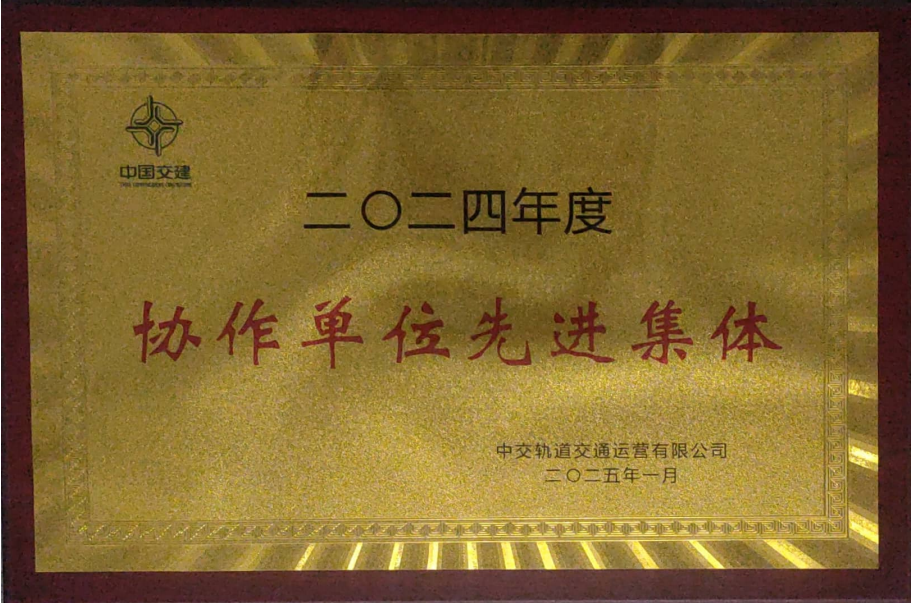 中国交建
二〇二四年度
协作单位先进集体
中交轨道交通运营有限公司
二〇二五年一月